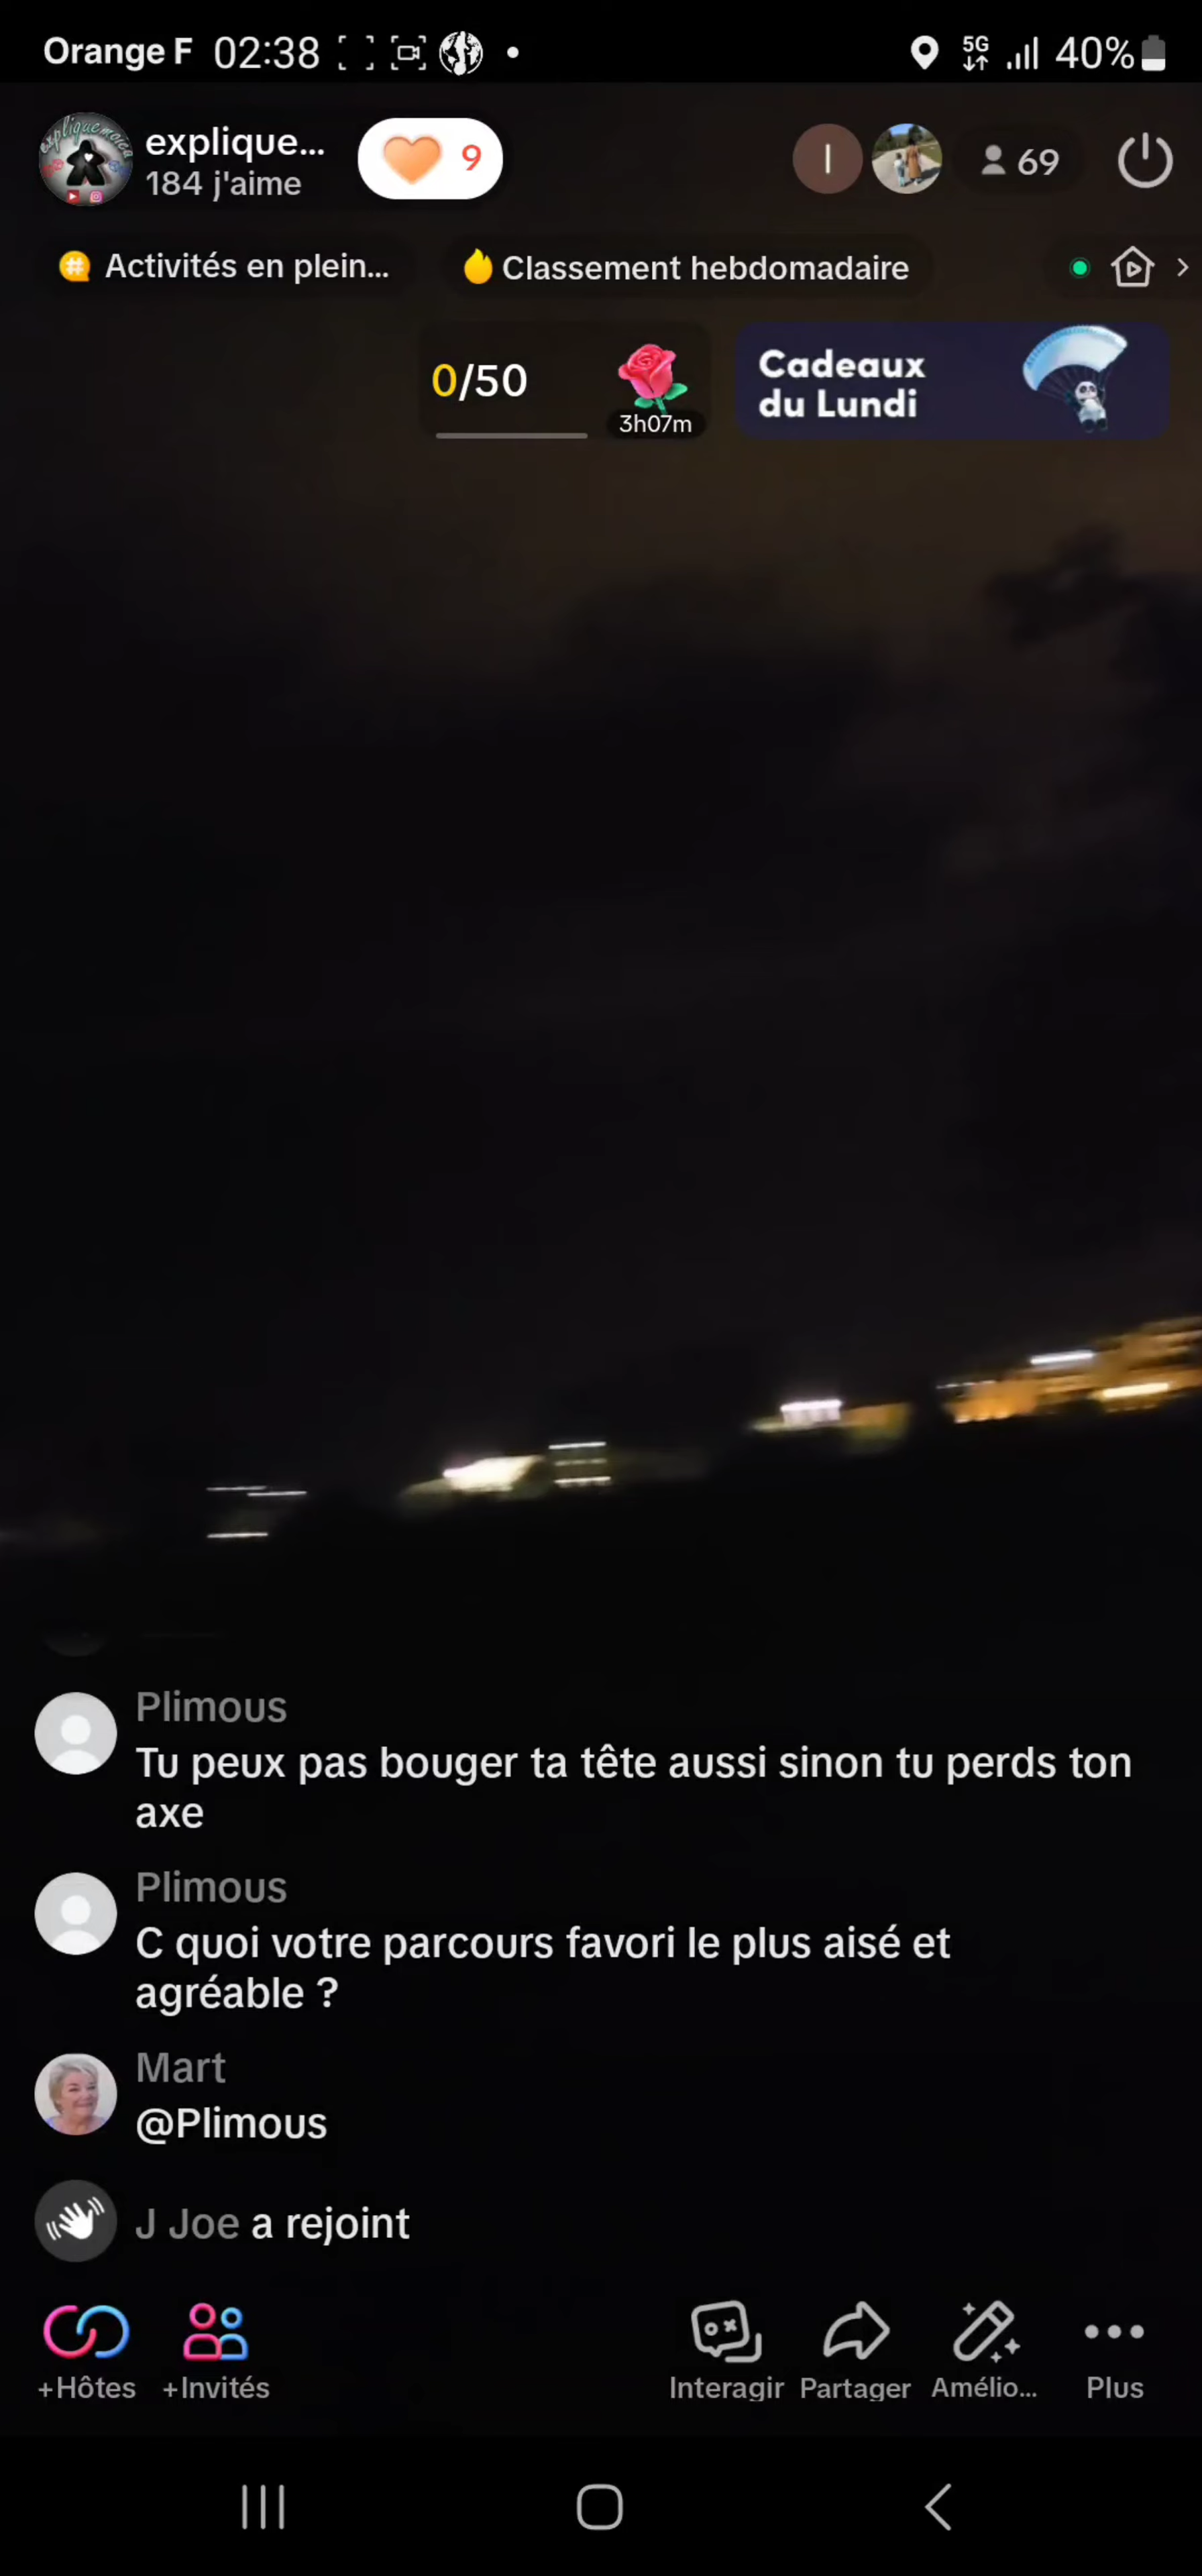 Orange F 02:38 5G 40%
expliquemoica
explique... 9 I 69
184 j'aime
Activités en plein... Classement hebdomadaire
0/50 Cadeaux
du Lundi
3h07m
Plimous
Tu peux pas bouger ta tête aussi sinon tu perds ton
axe
Plimous
C quoi votre parcours favori le plus aisé et
agréable ?
Mart
@Plimous
J Joe a rejoint
+Hôtes +Invités Interagir Partager Amélio... Plus